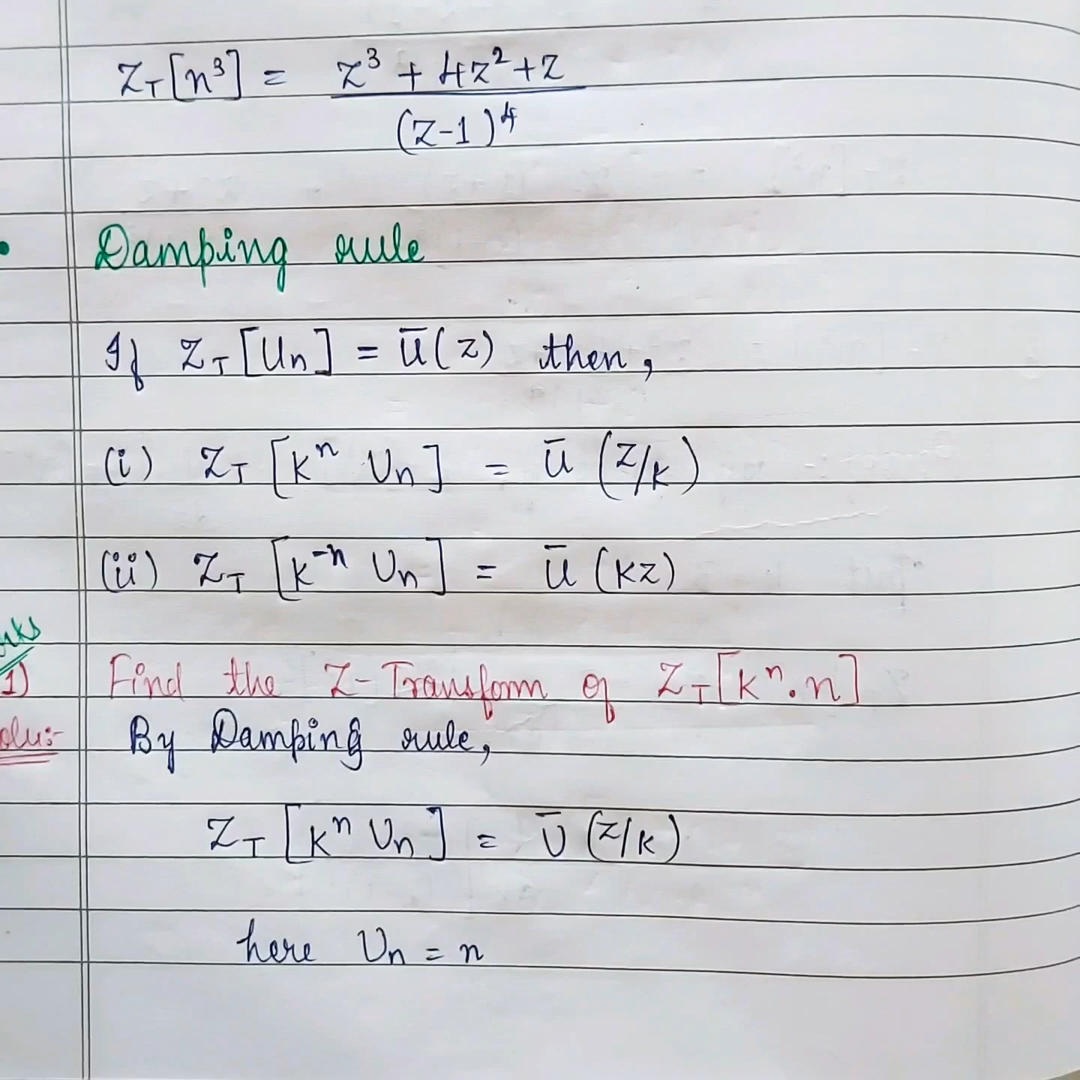 Z_T[n³] = z³ + 4z² + z / (z-1)⁴
• Damping rule
If Z_T[Un] = ū(z) then,
(i) Z_T [kⁿ Un] = ū (z/k)
(ii) Z_T [k⁻ⁿ Un] = ū (kz)
1) Find the Z-Transform of Z_T[kⁿ.n]
By Damping rule,
Z_T [kⁿ Un] = Ū (z/k)
here Un = n